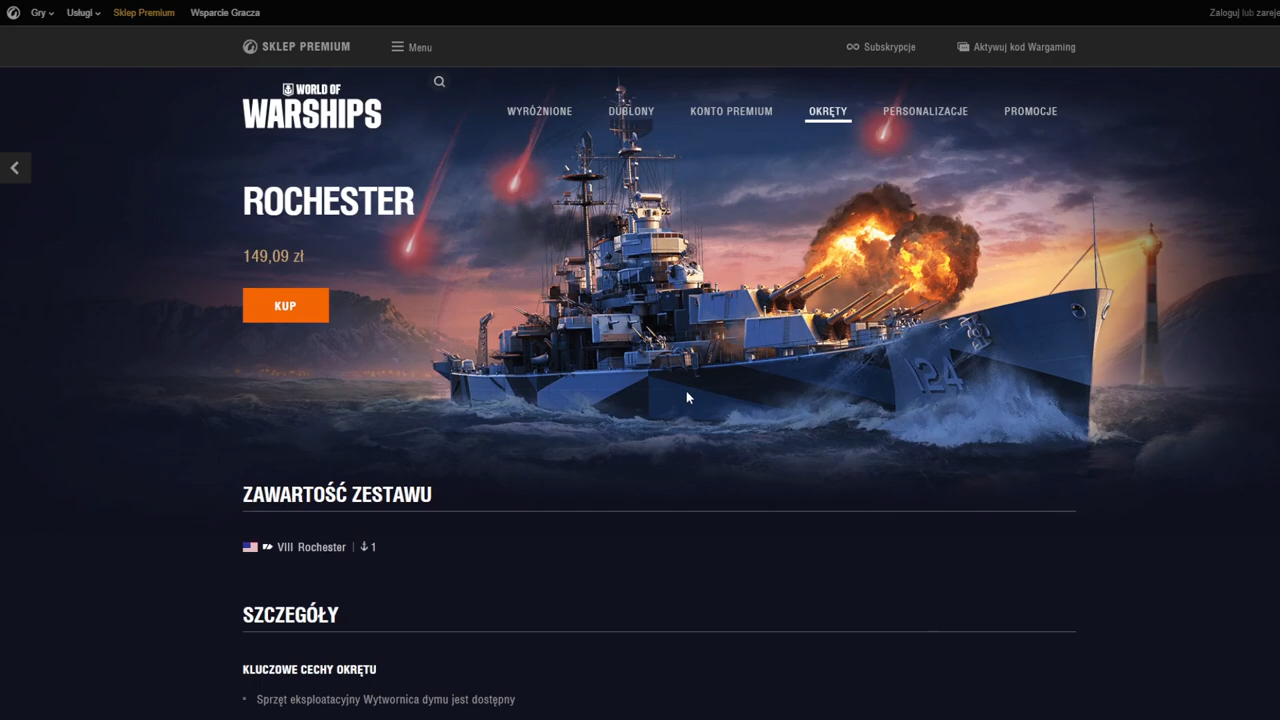 Gry Usługi Sklep Premium Wsparcie Gracza Zaloguj lub
SKLEP PREMIUM Menu Subskrypcje Aktywuj kod Wargaming
WORLD OF
WARSHIPS
WYRÓŻNIONE DUBLONY KONTO PREMIUM OKRĘTY PERSONALIZACJE PROMOCJE
ROCHESTER
149,09 zł
KUP
124
ZAWARTOŚĆ ZESTAWU
VIII Rochester | 1
SZCZEGÓŁY
KLUCZOWE CECHY OKRĘTU
Sprzęt eksploatacyjny Wytwornica dymu jest dostępny